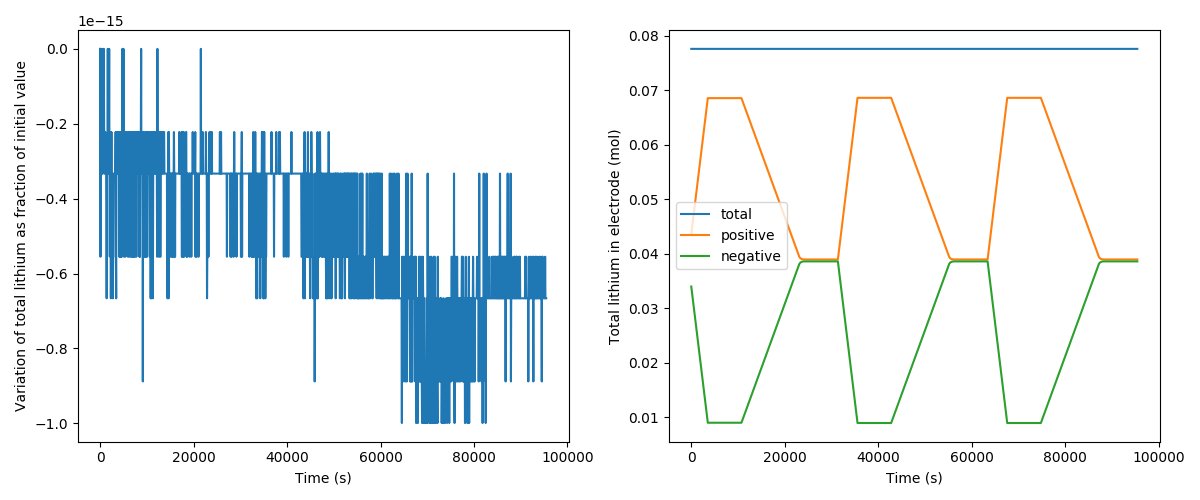 1e−15
Variation of total lithium as fraction of initial value
0.0
−0.2
−0.4
−0.6
−0.8
−1.0
0 20000 40000 60000 80000 100000
Time (s)
Total lithium in electrode (mol)
0.08
0.07
0.06
0.05
0.04
0.03
0.02
0.01
total
positive
negative
0 20000 40000 60000 80000 100000
Time (s)